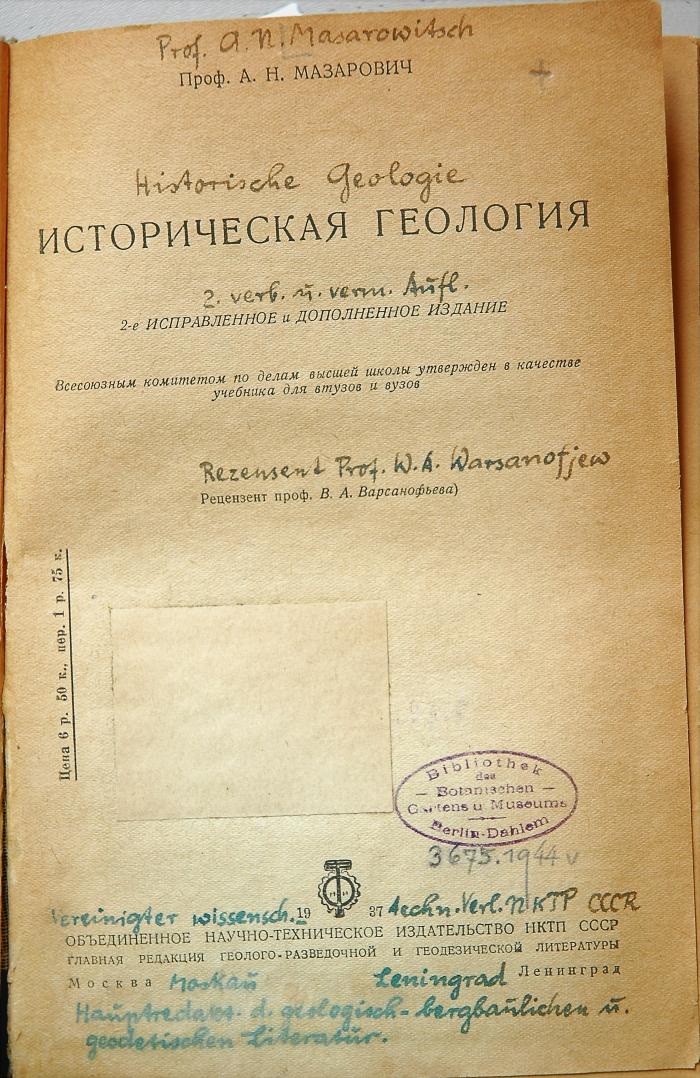 Prof. A. N. Masarowitsch
Проф. А. Н. МАЗАРОВИЧ
Historische Geologie
ИСТОРИЧЕСКАЯ ГЕОЛОГИЯ
2. verb. u. verm. Aufl.
2-е ИСПРАВЛЕННОЕ и ДОПОЛНЕННОЕ ИЗДАНИЕ
Всесоюзным комитетом по делам высшей школы утвержден в качестве
учебника для втузов и вузов
Rezensent Prof. W. A. Warsanofjew
Рецензент проф. В. А. Варсанофьева)
Цена 6 р. 50 к., пер. 1 р. 75 к.
Bibliothek
des
Botanischen
Gartens u. Museums
Berlin-Dahlem
3675.1944
Vereinigter wissensch.- techn. Verl. NKTP CCCR
19 37
ОБЪЕДИНЕННОЕ НАУЧНО-ТЕХНИЧЕСКОЕ ИЗДАТЕЛЬСТВО НКТП СССР
ГЛАВНАЯ РЕДАКЦИЯ ГЕОЛОГО-РАЗВЕДОЧНОЙ и ГЕОДЕЗИЧЕСКОЙ ЛИТЕРАТУРЫ
Москва Moskau Leningrad Ленинград
Hauptredakt. d. geologisch-bergbaulichen u.
geodetischen Literatur.